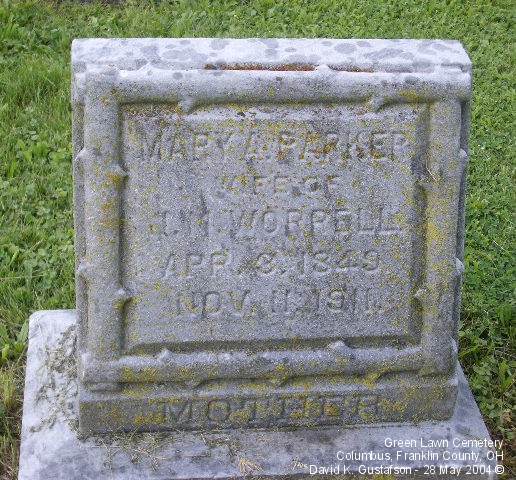 MARY A. PARKER
WIFE OF
WORRELL
APR. 3. 1849
NOV. 11. 1911.
MOTHER
Green Lawn Cemetery
Columbus, Franklin County, OH
David K. Gustafson - 28 May 2004 ©